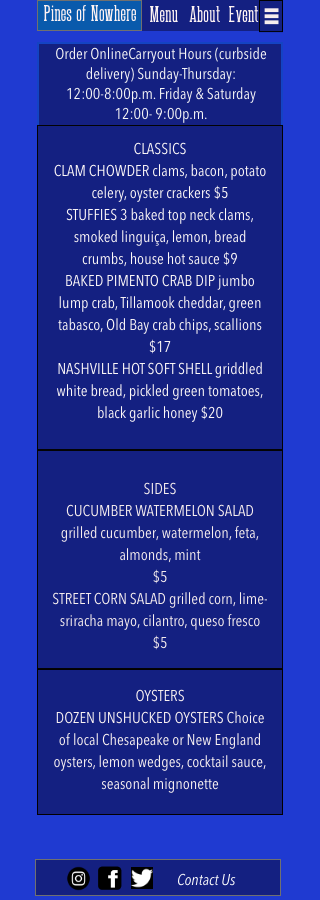 Pines of Nowhere Menu About Event
Order OnlineCarryout Hours (curbside
delivery) Sunday-Thursday:
12:00-8:00p.m. Friday & Saturday
12:00- 9:00p.m.
CLASSICS
CLAM CHOWDER clams, bacon, potato
celery, oyster crackers $5
STUFFIES 3 baked top neck clams,
smoked linguiça, lemon, bread
crumbs, house hot sauce $9
BAKED PIMENTO CRAB DIP jumbo
lump crab, Tillamook cheddar, green
tabasco, Old Bay crab chips, scallions
$17
NASHVILLE HOT SOFT SHELL griddled
white bread, pickled green tomatoes,
black garlic honey $20
SIDES
CUCUMBER WATERMELON SALAD
grilled cucumber, watermelon, feta,
almonds, mint
$5
STREET CORN SALAD grilled corn, lime-
sriracha mayo, cilantro, queso fresco
$5
OYSTERS
DOZEN UNSHUCKED OYSTERS Choice
of local Chesapeake or New England
oysters, lemon wedges, cocktail sauce,
seasonal mignonette
Contact Us